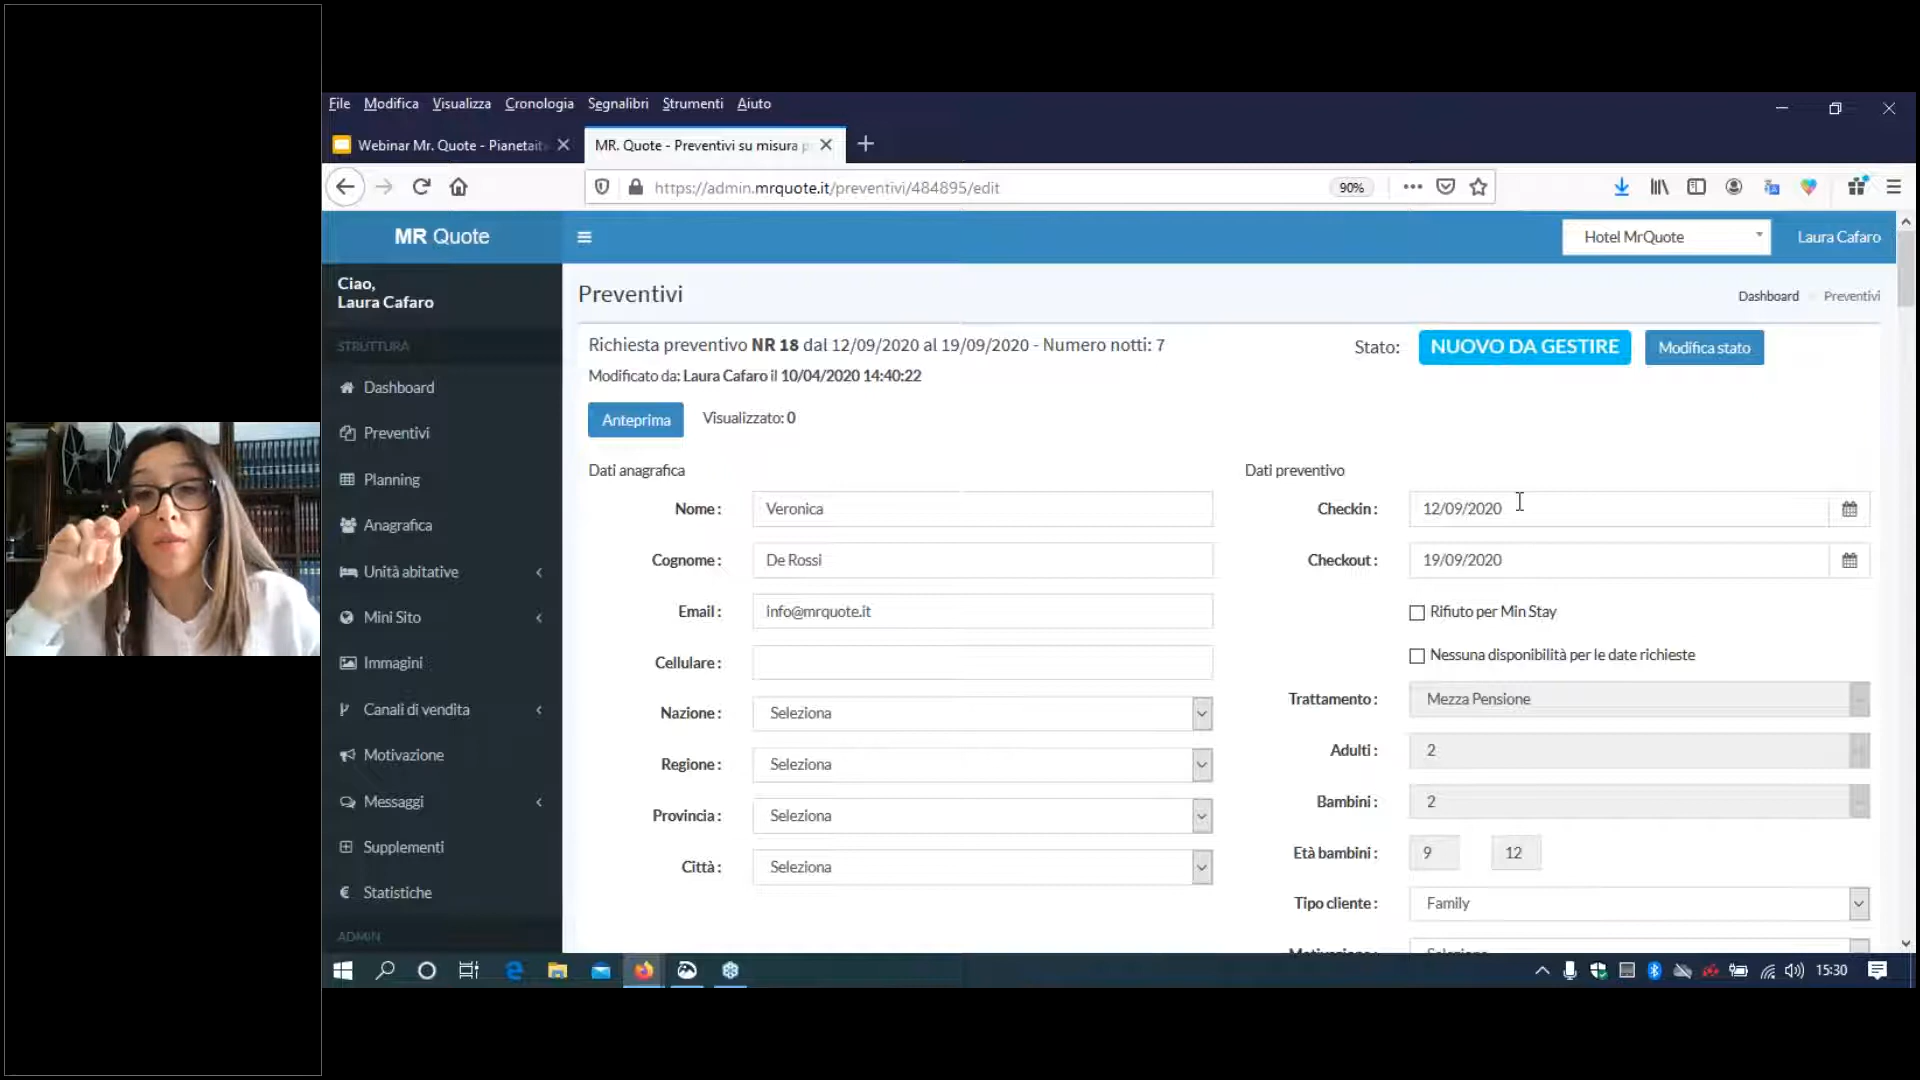 File Modifica Visualizza Cronologia Segnalibri Strumenti Aiuto
Webinar Mr. Quote - Pianetait
MR. Quote - Preventivi su misura p
https://admin.mrquote.it/preventivi/484895/edit
90%
MR Quote
Hotel MrQuote
Laura Cafaro
Ciao,
Laura Cafaro
STRUTTURA
Dashboard
Preventivi
Planning
Anagrafica
Unità abitative
Mini Sito
Immagini
Canali di vendita
Motivazione
Messaggi
Supplementi
Statistiche
ADMIN
Preventivi
Dashboard
Preventivi
Richiesta preventivo NR 18 dal 12/09/2020 al 19/09/2020 - Numero notti: 7
Stato: NUOVO DA GESTIRE Modifica stato
Modificato da: Laura Cafaro il 10/04/2020 14:40:22
Anteprima Visualizzato: 0
Dati anagrafica
Nome: Veronica
Cognome: De Rossi
Email: info@mrquote.it
Cellulare:
Nazione: Seleziona
Regione: Seleziona
Provincia: Seleziona
Città: Seleziona
Dati preventivo
Checkin: 12/09/2020
Checkout: 19/09/2020
Rifiuto per Min Stay
Nessuna disponibilità per le date richieste
Trattamento: Mezza Pensione
Adulti: 2
Bambini: 2
Età bambini: 9 12
Tipo cliente: Family
15:30